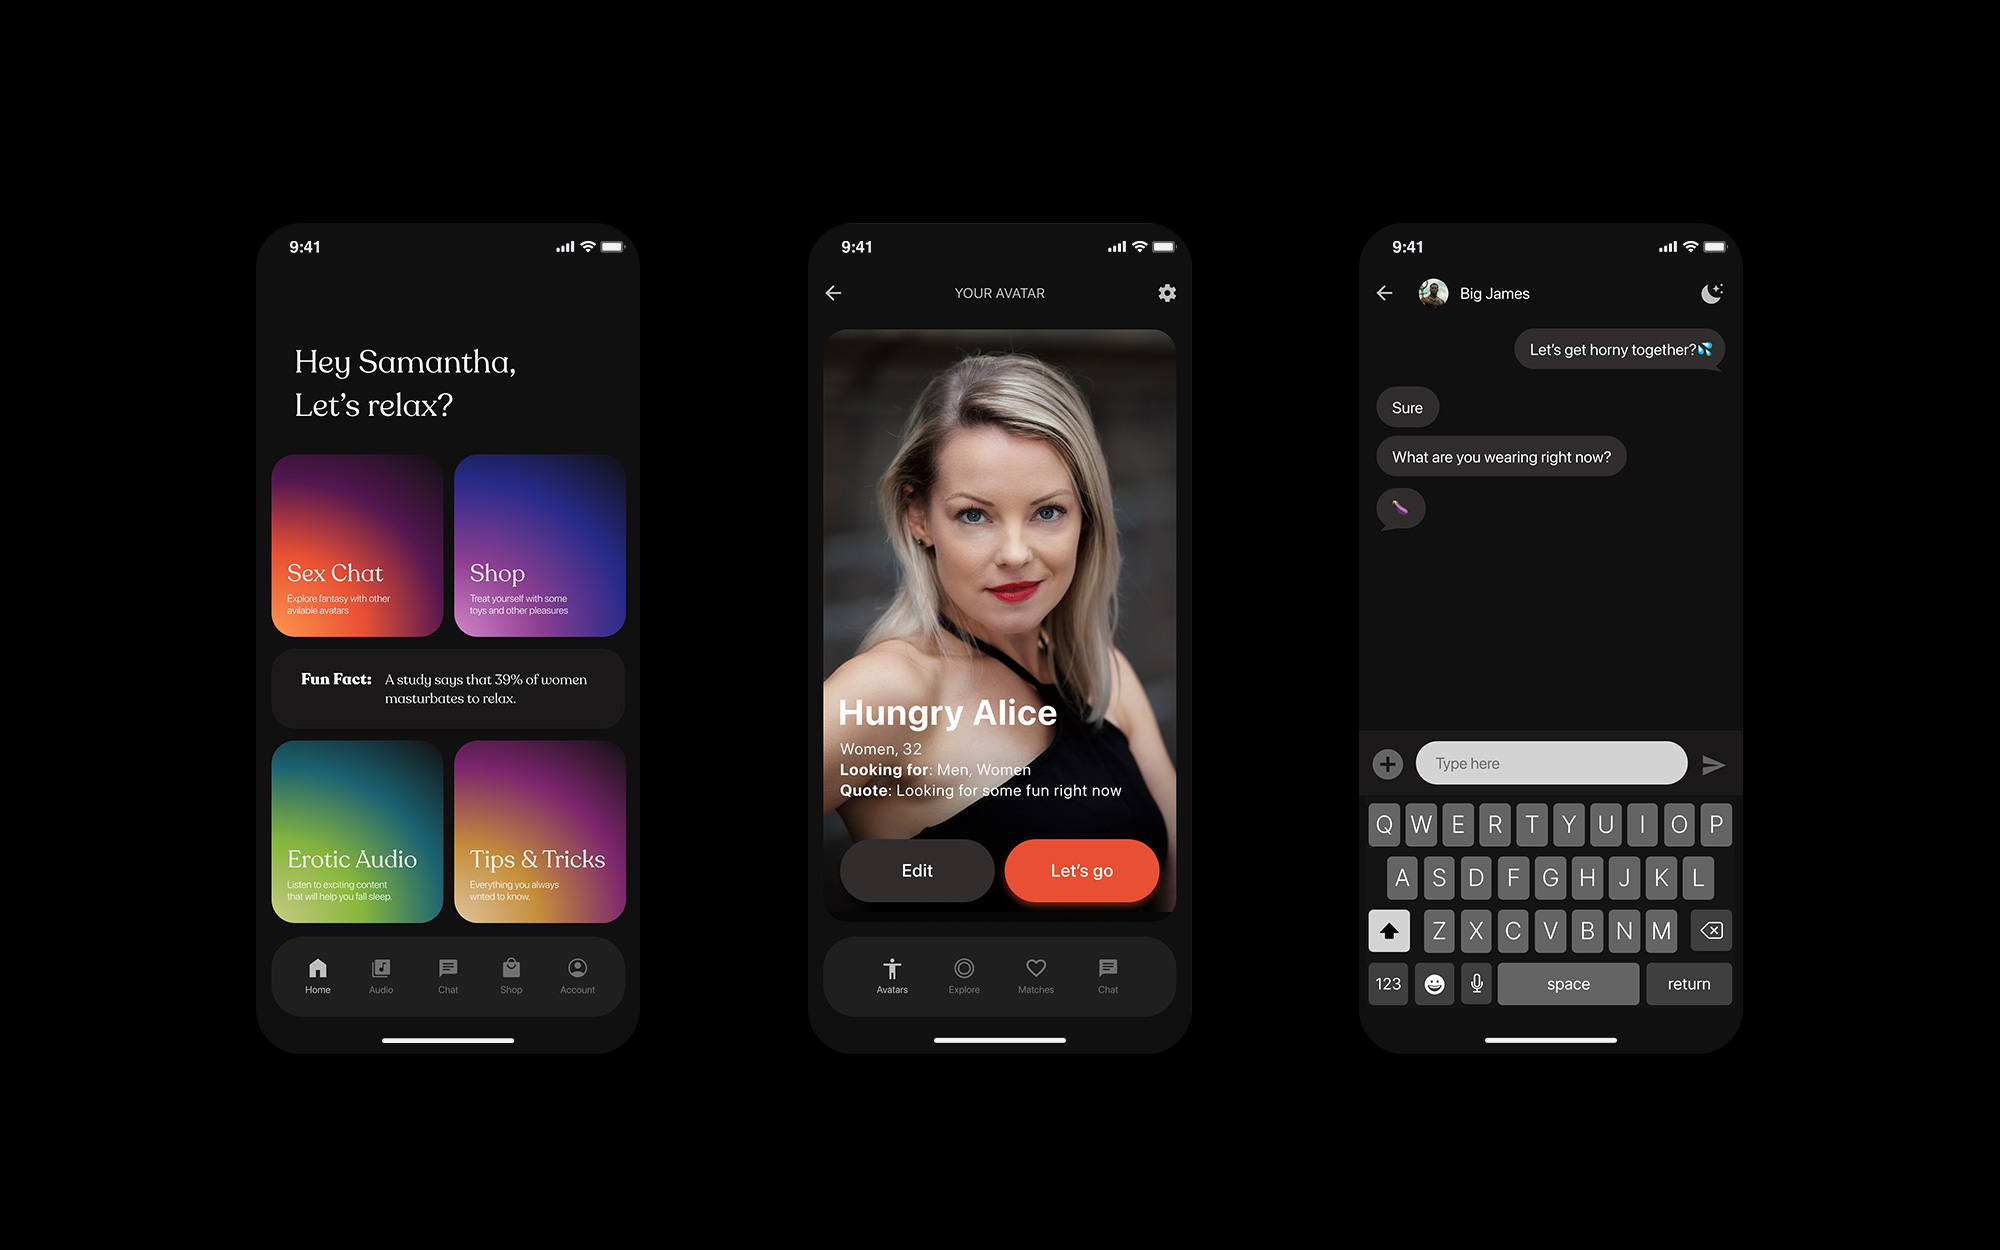 9:41
Hey Samantha,
Let's relax?
Sex Chat
Explore fantasy with other
avilable avatars
Shop
Treat yourself with some
toys and other pleasures
Fun Fact: A study says that 39% of women
masturbates to relax.
Erotic Audio
Listen to exciting content
that will help you fall sleep.
Tips & Tricks
Everything you always
wnted to know.
Home
Audio
Chat
Shop
Account
9:41
YOUR AVATAR
Hungry Alice
Women, 32
Looking for: Men, Women
Quote: Looking for some fun right now
Edit
Let's go
Avatars
Explore
Matches
Chat
9:41
Big James
Let's get horny together?💦
Sure
What are you wearing right now?
🍆
Type here
Q W E R T Y U I O P
A S D F G H J K L
Z X C V B N M
123 space return